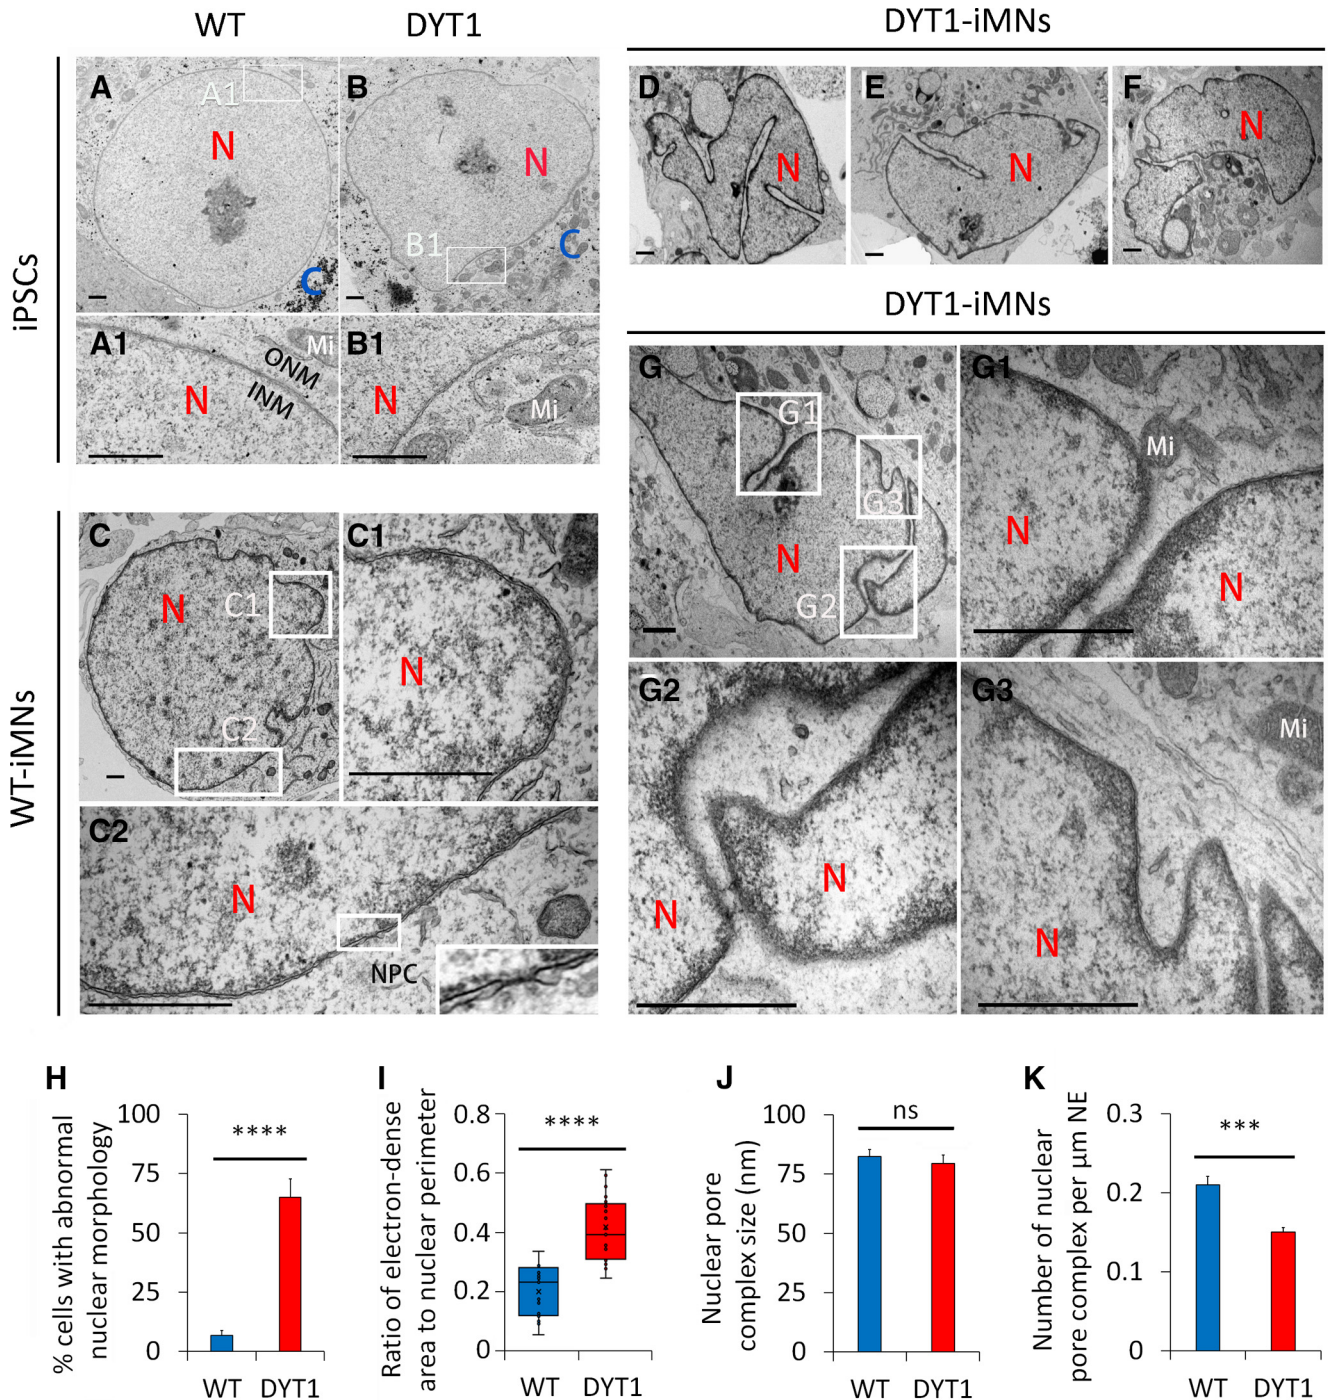 WT
DYT1
iPSCs
A
A1
N
C
B
N
B1
C
A1
N
ONM
INM
Mi
B1
N
Mi
WT-iMNs
C
N
C1
C2
C1
N
C2
N
NPC
DYT1-iMNs
D
N
E
N
F
N
DYT1-iMNs
G
G1
G3
N
G2
G1
Mi
N
N
G2
N
N
G3
Mi
N
H
% cells with abnormal
nuclear morphology
100
75
50
25
0
****
WT
DYT1
I
Ratio of electron-dense
area to nuclear perimeter
0.8
0.6
0.4
0.2
0
****
WT
DYT1
J
Nuclear pore
complex size (nm)
100
75
50
25
0
ns
WT
DYT1
K
Number of nuclear
pore complex per μm NE
0.3
0.2
0.1
0
***
WT
DYT1